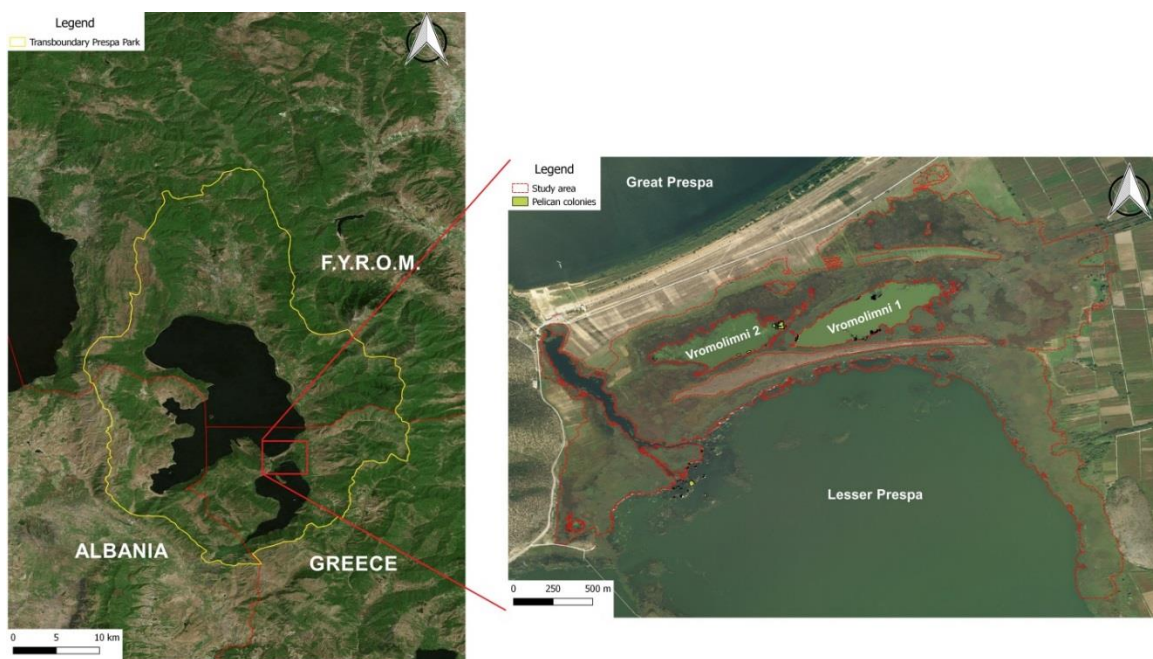 Legend
Transboundary Prespa Park
F.Y.R.O.M.
ALBANIA
GREECE
0 5 10 km
Legend
Study area
Pelican colonies
Great Prespa
Vromolimni 1
Vromolimni 2
Lesser Prespa
0 250 500 m